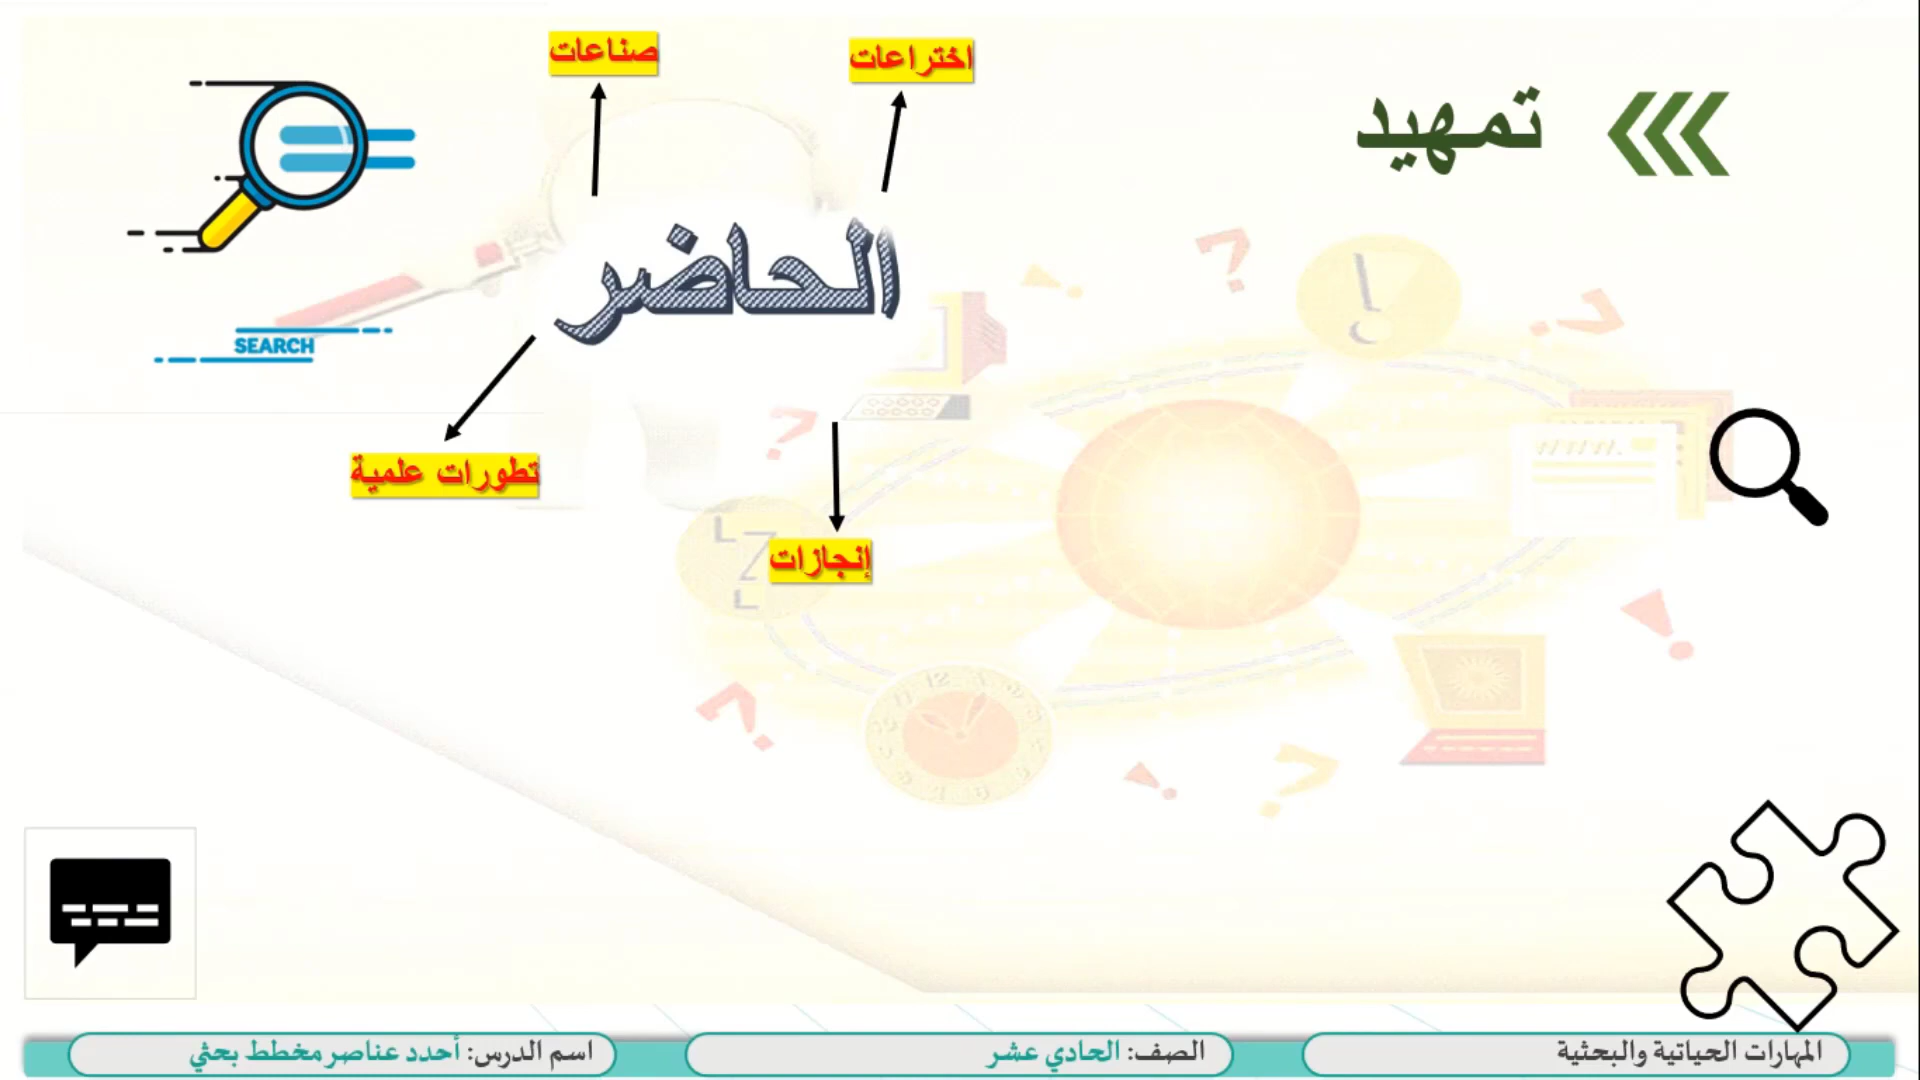 تمهيد
اختراعات
صناعات
الحاضر
تطورات علمية
إنجازات
SEARCH
المهارات الحياتية والبحثية
الصف: الحادي عشر
اسم الدرس: أحدد عناصر مخطط بحثي